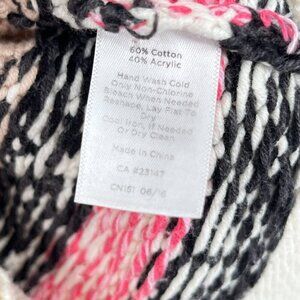 60% Cotton
40% Acrylic
Hand Wash Cold
Only Non-Chlorine
Bleach When Needed
Reshape, Lay Flat To
Dry
Cool Iron, If Needed
Or Dry Clean
Made in China
CA #23147
CN151 06/16